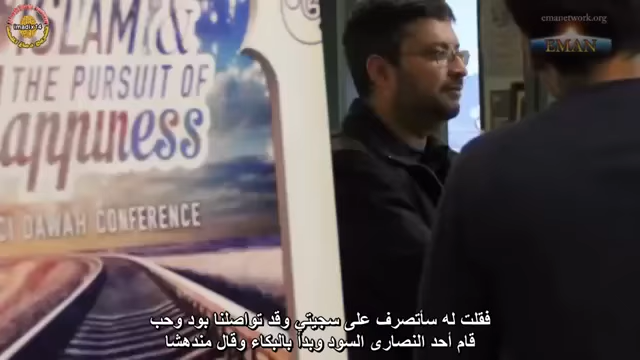 imadix14
emanetwork.org
EMAN
ISLAM &
THE PURSUIT OF
appiness
DAWAH CONFERENCE
فقلت له سأتصرف على سجيتي وقد تواصلنا بود وحب
قام أحد النصارى السود وبدأ بالبكاء وقال مندهشا